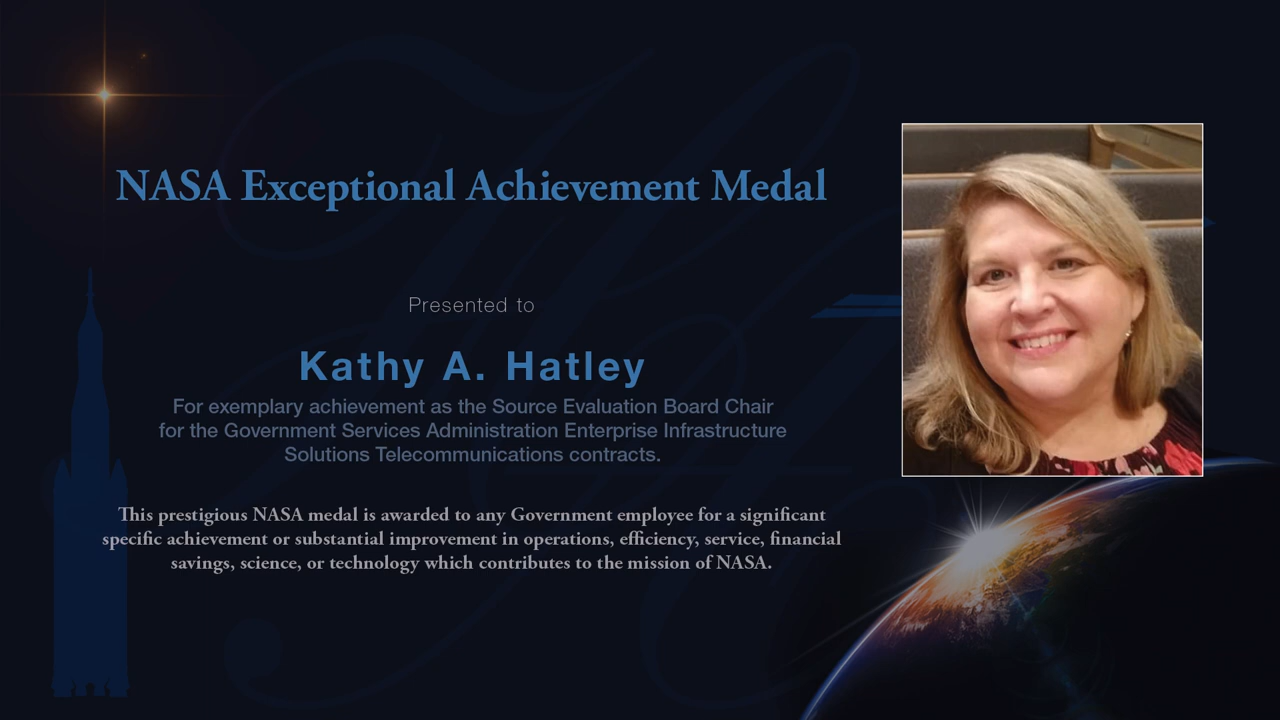 NASA Exceptional Achievement Medal
Presented to
Kathy A. Hatley
For exemplary achievement as the Source Evaluation Board Chair
for the Government Services Administration Enterprise Infrastructure
Solutions Telecommunications contracts.
This prestigious NASA medal is awarded to any Government employee for a significant
specific achievement or substantial improvement in operations, efficiency, service, financial
savings, science, or technology which contributes to the mission of NASA.